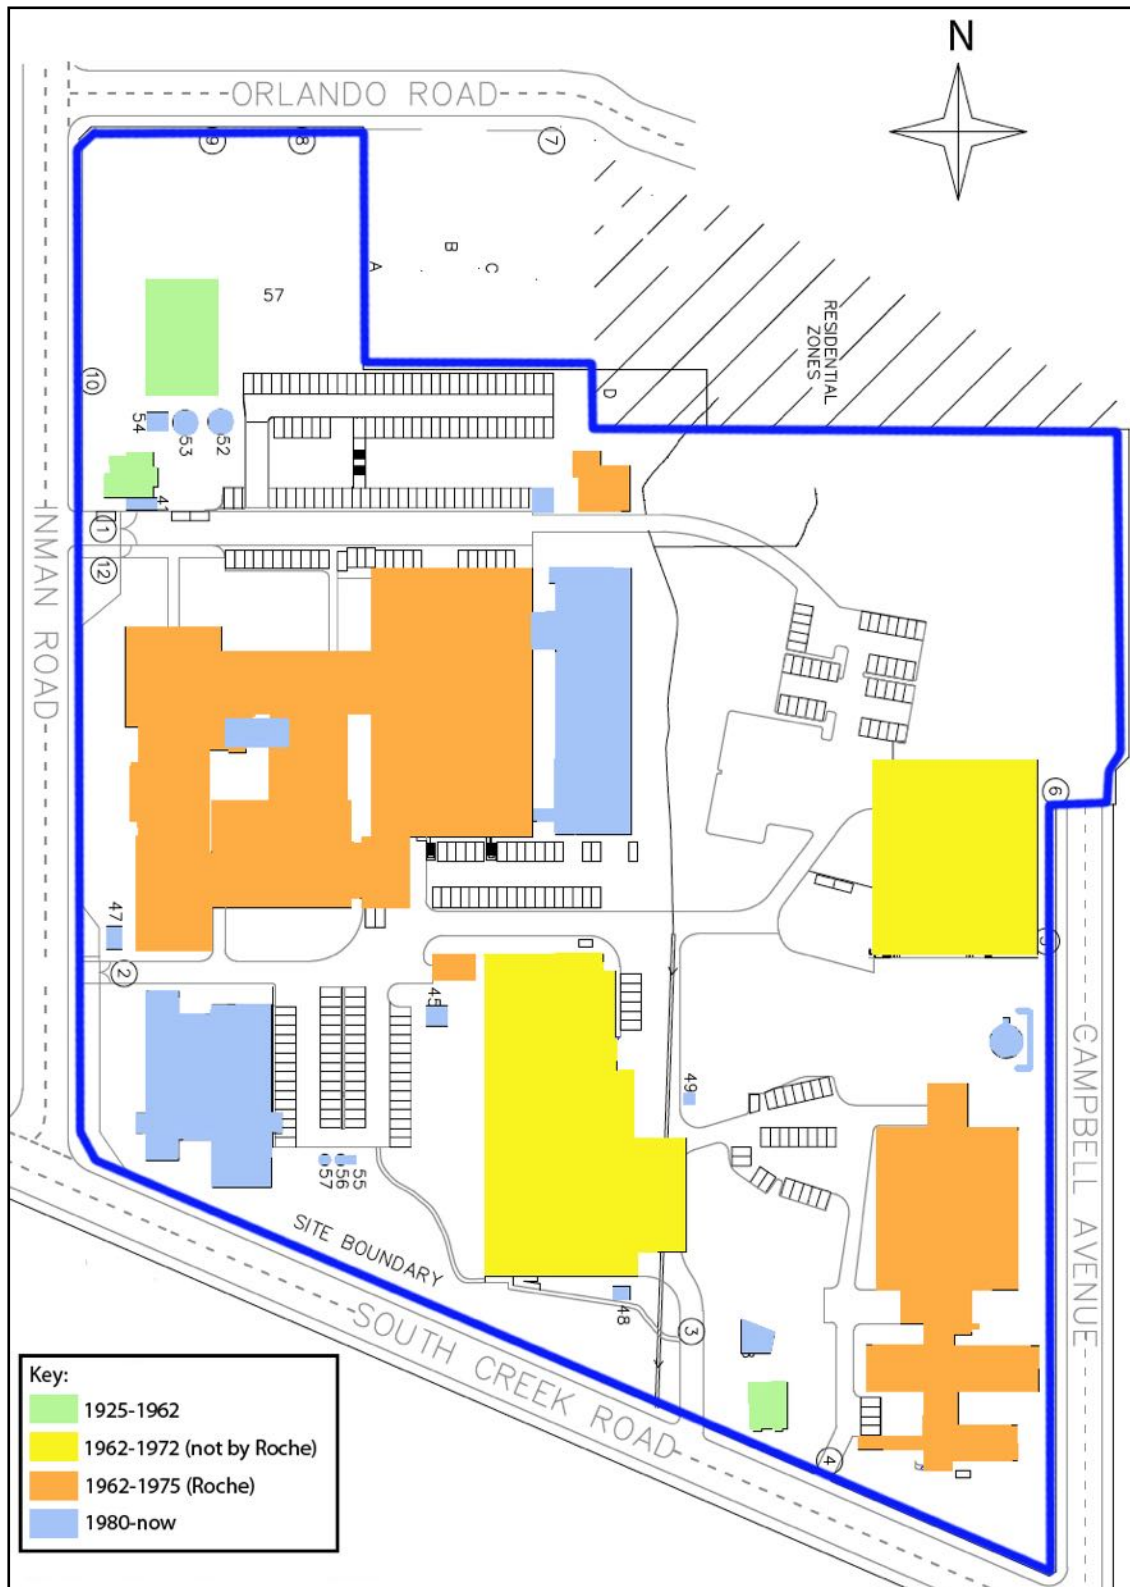 N
ORLANDO ROAD
9
8
7
B
A
C
57
RESIDENTIAL
ZONES
10
D
54
53
52
41
1
12
INMAN ROAD
6
47
2
5
45
CAMPBELL AVENUE
49
55
56
57
SITE BOUNDARY
48
3
SOUTH CREEK ROAD
4
Key:
1925-1962
1962-1972 (not by Roche)
1962-1975 (Roche)
1980-now